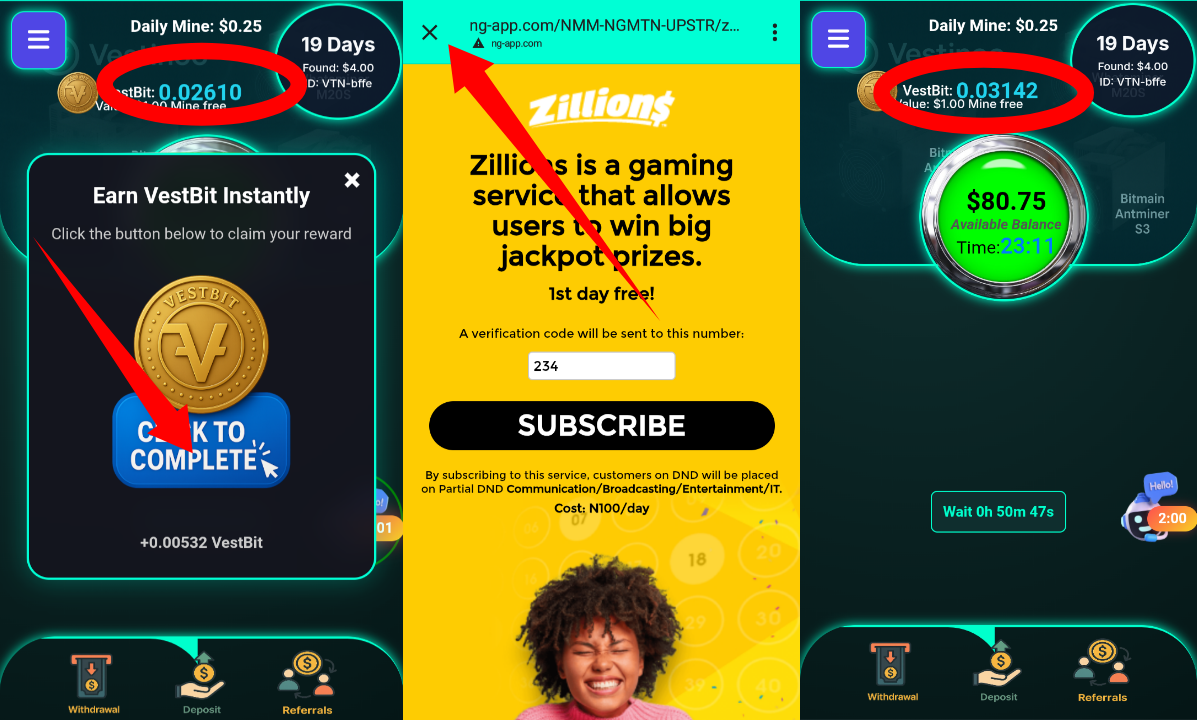 Daily Mine: $0.25
19 Days
Found: $4.00
ID: VTN-bffe
M20S
VestBit: 0.02610
Value: $1.00 Mine free
Earn VestBit Instantly
Click the button below to claim your reward
VESTBIT
CLICK TO
COMPLETE
+0.00532 VestBit
01
Withdrawal
Deposit
Referrals
ng-app.com/NMM-NGMTN-UPSTR/z...
ng-app.com
Zillion$
Zillions is a gaming
service that allows
users to win big
jackpot prizes.
1st day free!
A verification code will be sent to this number:
234
SUBSCRIBE
By subscribing to this service, customers on DND will be placed
on Partial DND Communication/Broadcasting/Entertainment/IT.
Cost: N100/day
07
18
20
30
39
40
Daily Mine: $0.25
19 Days
Found: $4.00
ID: VTN-bffe
M20S
VestBit: 0.03142
Value: $1.00 Mine free
$80.75
Available Balance
Time:23:11
Bitmain
Antminer
S3
Wait 0h 50m 47s
Hello!
2:00
Withdrawal
Deposit
Referrals